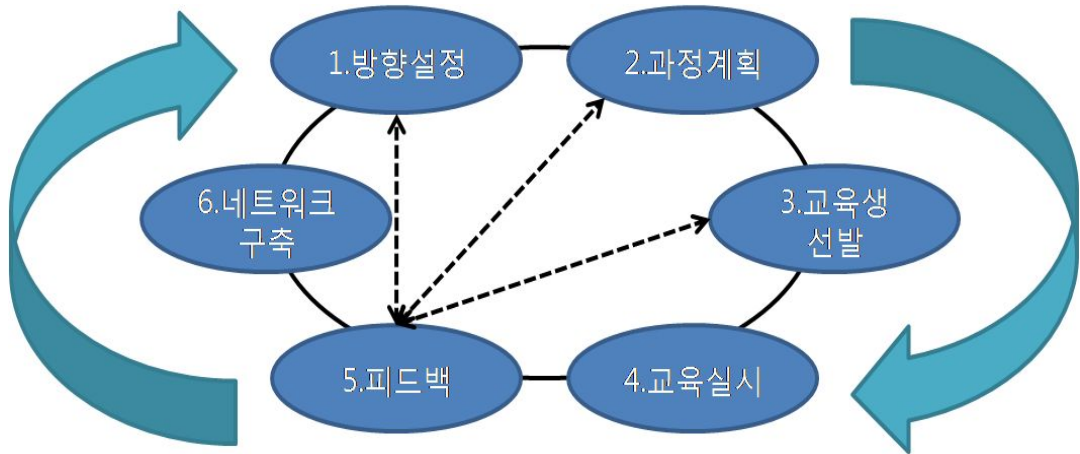 1.방향설정
2.과정계획
3.교육생
선발
4.교육실시
5.피드백
6.네트워크
구축